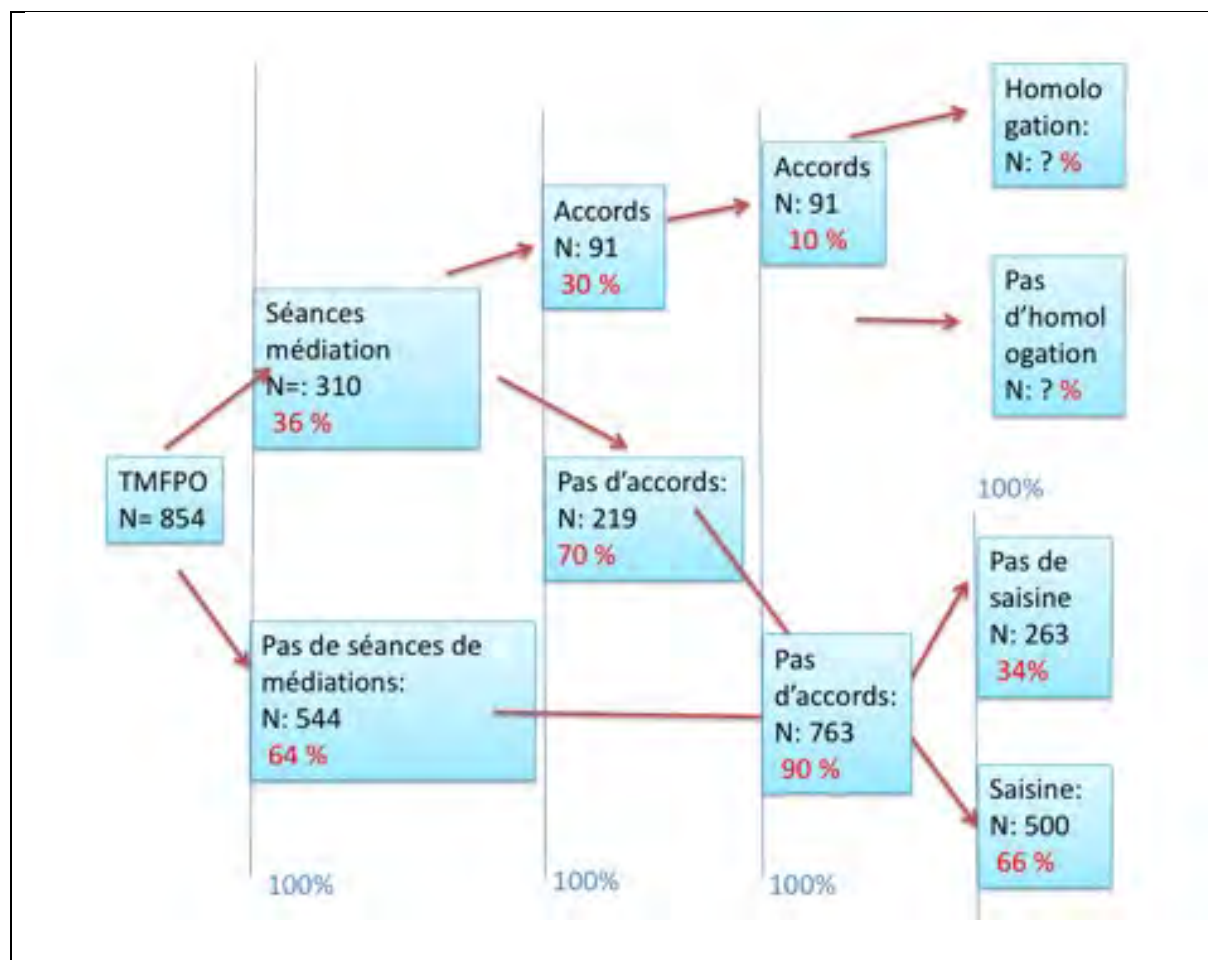 TMFPO
N= 854
Séances
médiation
N=: 310
36 %
Pas de séances de
médiations:
N: 544
64 %
100%
Accords
N: 91
30 %
Pas d'accords:
N: 219
70 %
100%
Accords
N: 91
10 %
Pas
d'accords:
N: 763
90 %
100%
Homolo
gation:
N: ? %
Pas
d'homol
ogation
N: ? %
100%
Pas de
saisine
N: 263
34%
Saisine:
N: 500
66 %